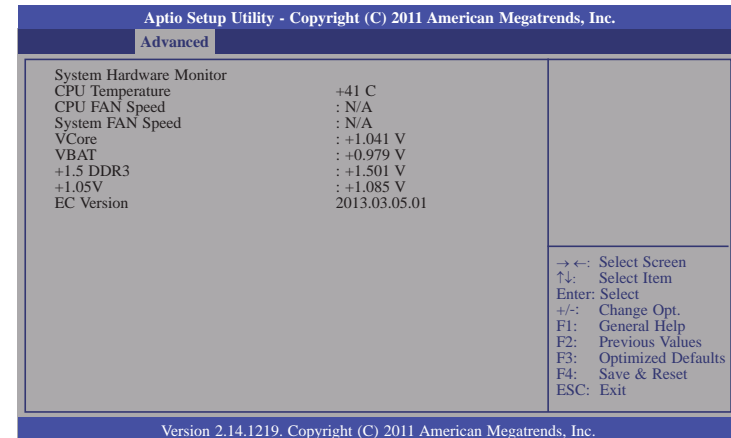 Aptio Setup Utility - Copyright (C) 2011 American Megatrends, Inc.
Advanced
System Hardware Monitor
CPU Temperature +41 C
CPU FAN Speed : N/A
System FAN Speed : N/A
VCore : +1.041 V
VBAT : +0.979 V
+1.5 DDR3 : +1.501 V
+1.05V : +1.085 V
EC Version 2013.03.05.01
→ ←: Select Screen
↑↓: Select Item
Enter: Select
+/-: Change Opt.
F1: General Help
F2: Previous Values
F3: Optimized Defaults
F4: Save & Reset
ESC: Exit
Version 2.14.1219. Copyright (C) 2011 American Megatrends, Inc.